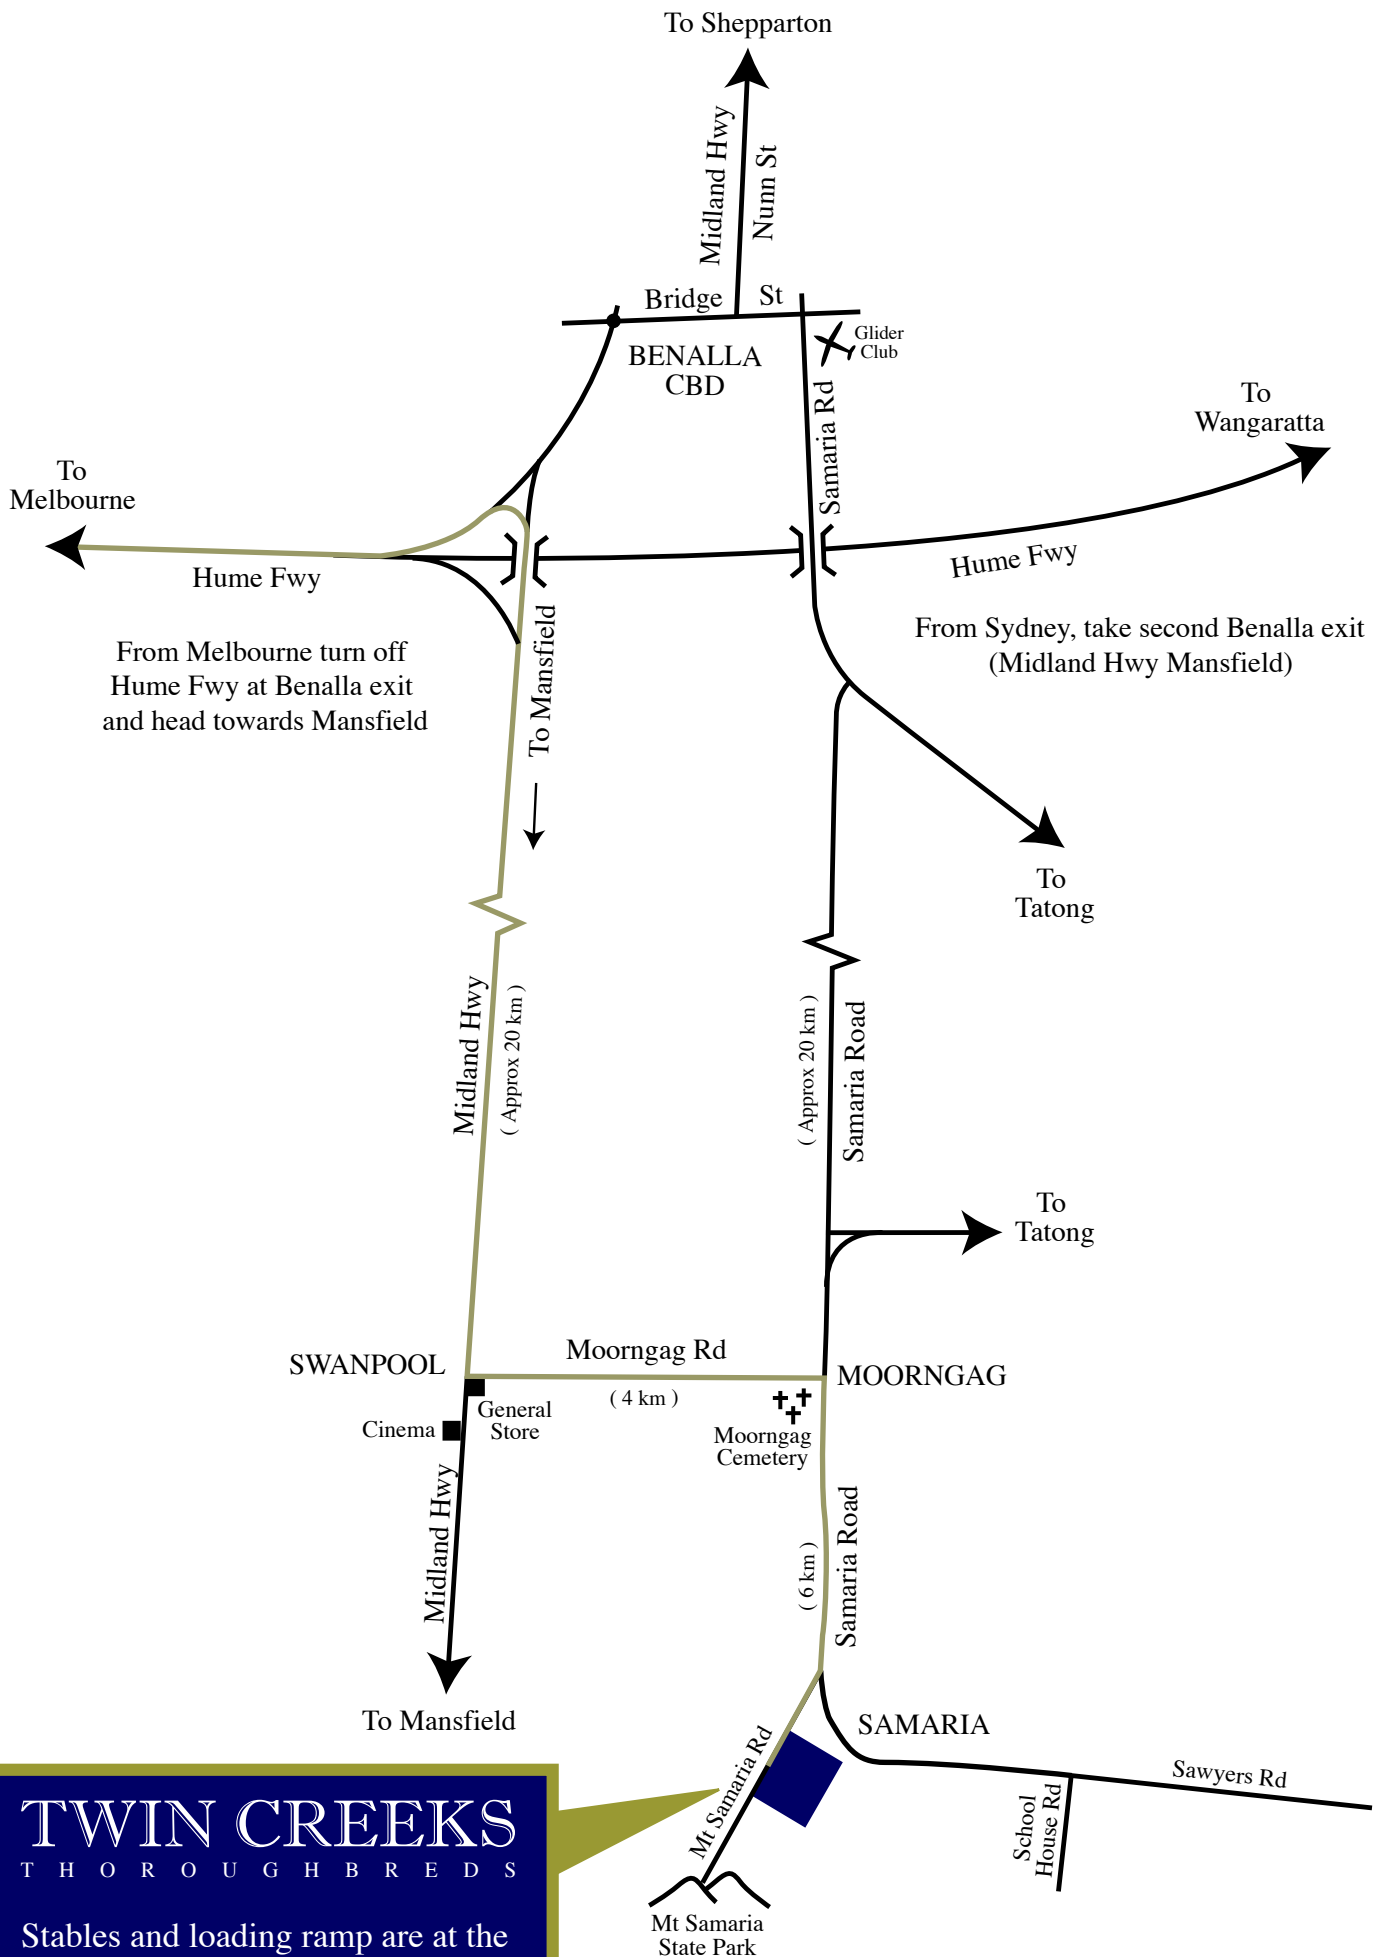 To Shepparton
Midland Hwy
Nunn St
Bridge St
BENALLA
CBD
Glider
Club
Samaria Rd
To
Wangaratta
To
Melbourne
Hume Fwy
Hume Fwy
From Melbourne turn off
Hume Fwy at Benalla exit
and head towards Mansfield
To Mansfield
From Sydney, take second Benalla exit
(Midland Hwy Mansfield)
To
Tatong
Midland Hwy
( Approx 20 km )
( Approx 20 km )
Samaria Road
To
Tatong
SWANPOOL
Moorngag Rd
( 4 km )
MOORNGAG
General
Store
Cinema
Moorngag
Cemetery
Midland Hwy
( 6 km )
Samaria Road
To Mansfield
SAMARIA
Mt Samaria Rd
Sawyers Rd
School
House Rd
TWIN CREEKS
THOROUGHBREDS
Stables and loading ramp are at the
Mt Samaria
State Park